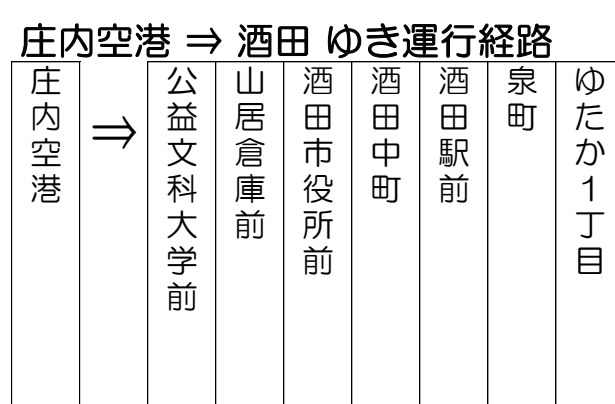 庄内空港 ⇒ 酒田 ゆき運行経路
庄内空港
⇒
公益文科大学前
山居倉庫前
酒田市役所前
酒田中町
酒田駅前
泉町
ゆたか1丁目